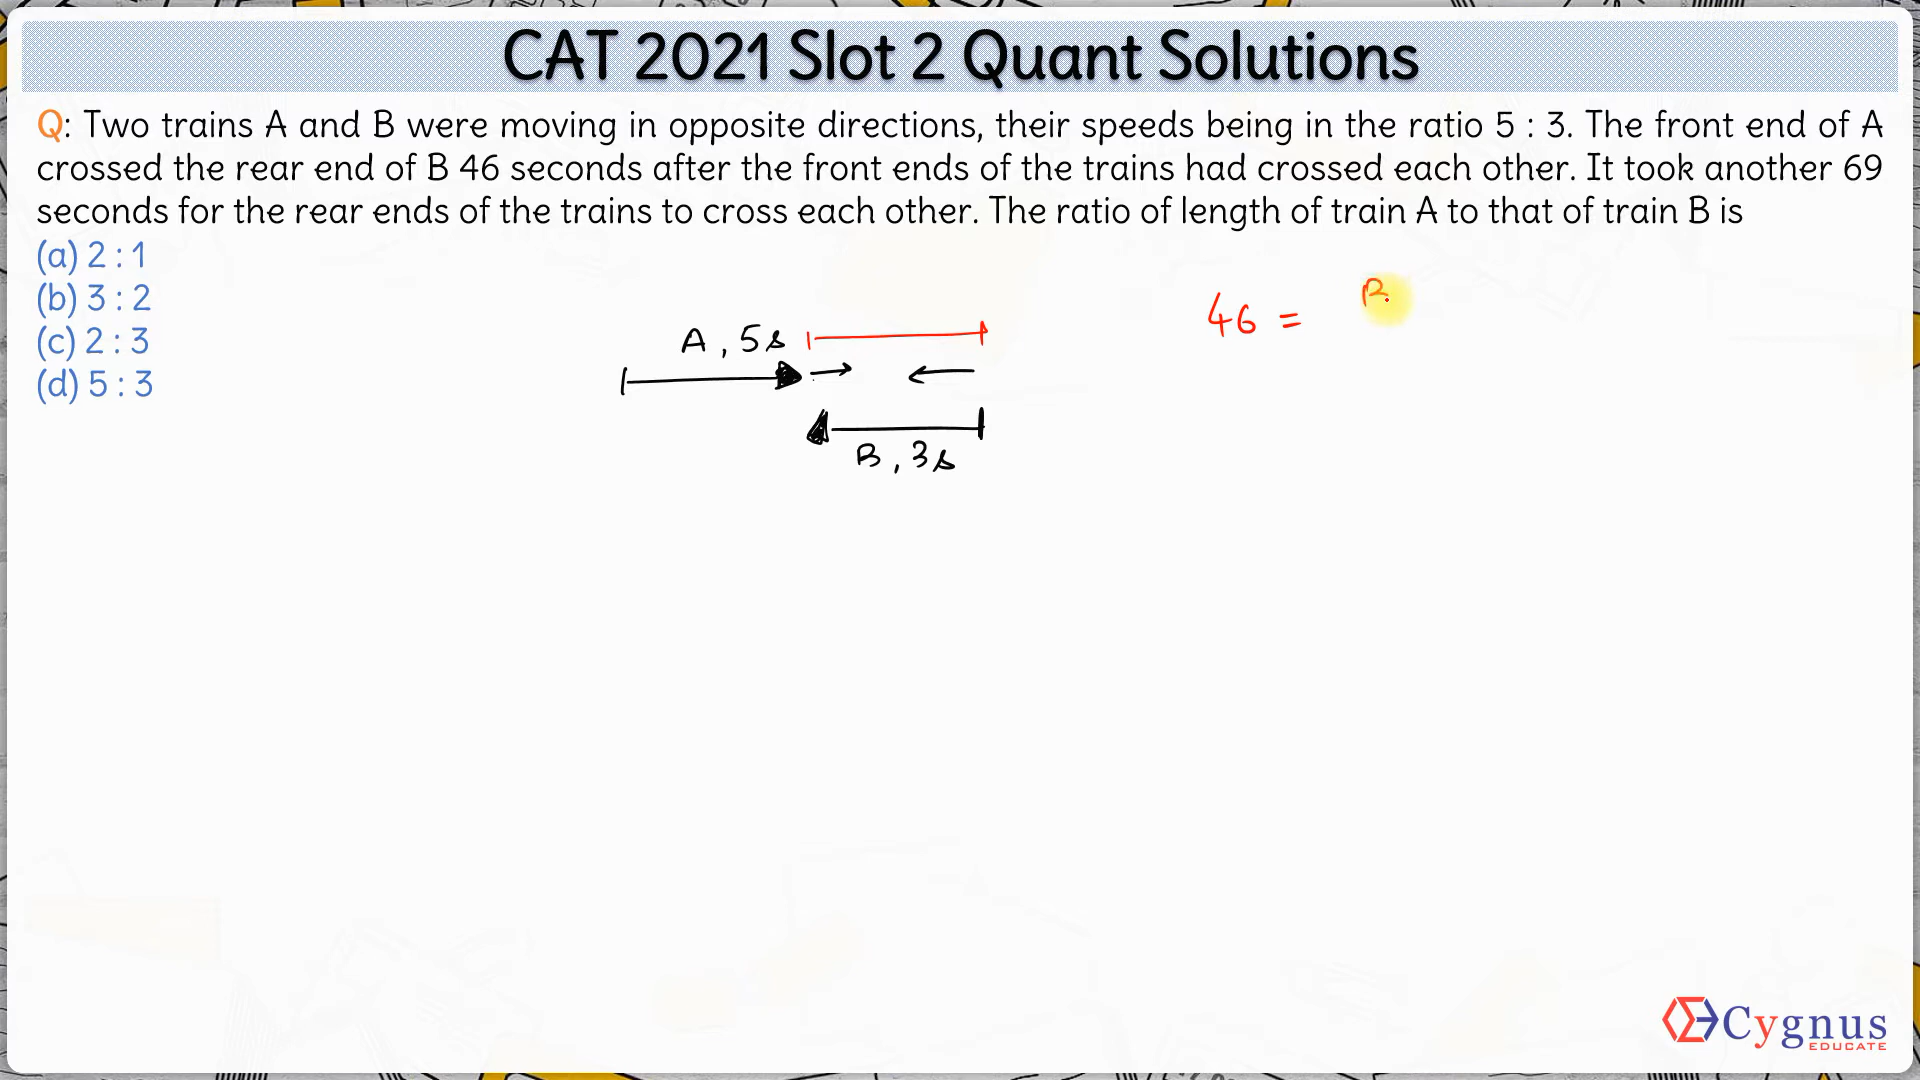 CAT 2021 Slot 2 Quant Solutions
Q: Two trains A and B were moving in opposite directions, their speeds being in the ratio 5 : 3. The front end of A
crossed the rear end of B 46 seconds after the front ends of the trains had crossed each other. It took another 69
seconds for the rear ends of the trains to cross each other. The ratio of length of train A to that of train B is
(a) 2 : 1
(b) 3 : 2
(c) 2 : 3
(d) 5 : 3
46 =
A , 5s
B , 3s
Cygnus
EDUCATE